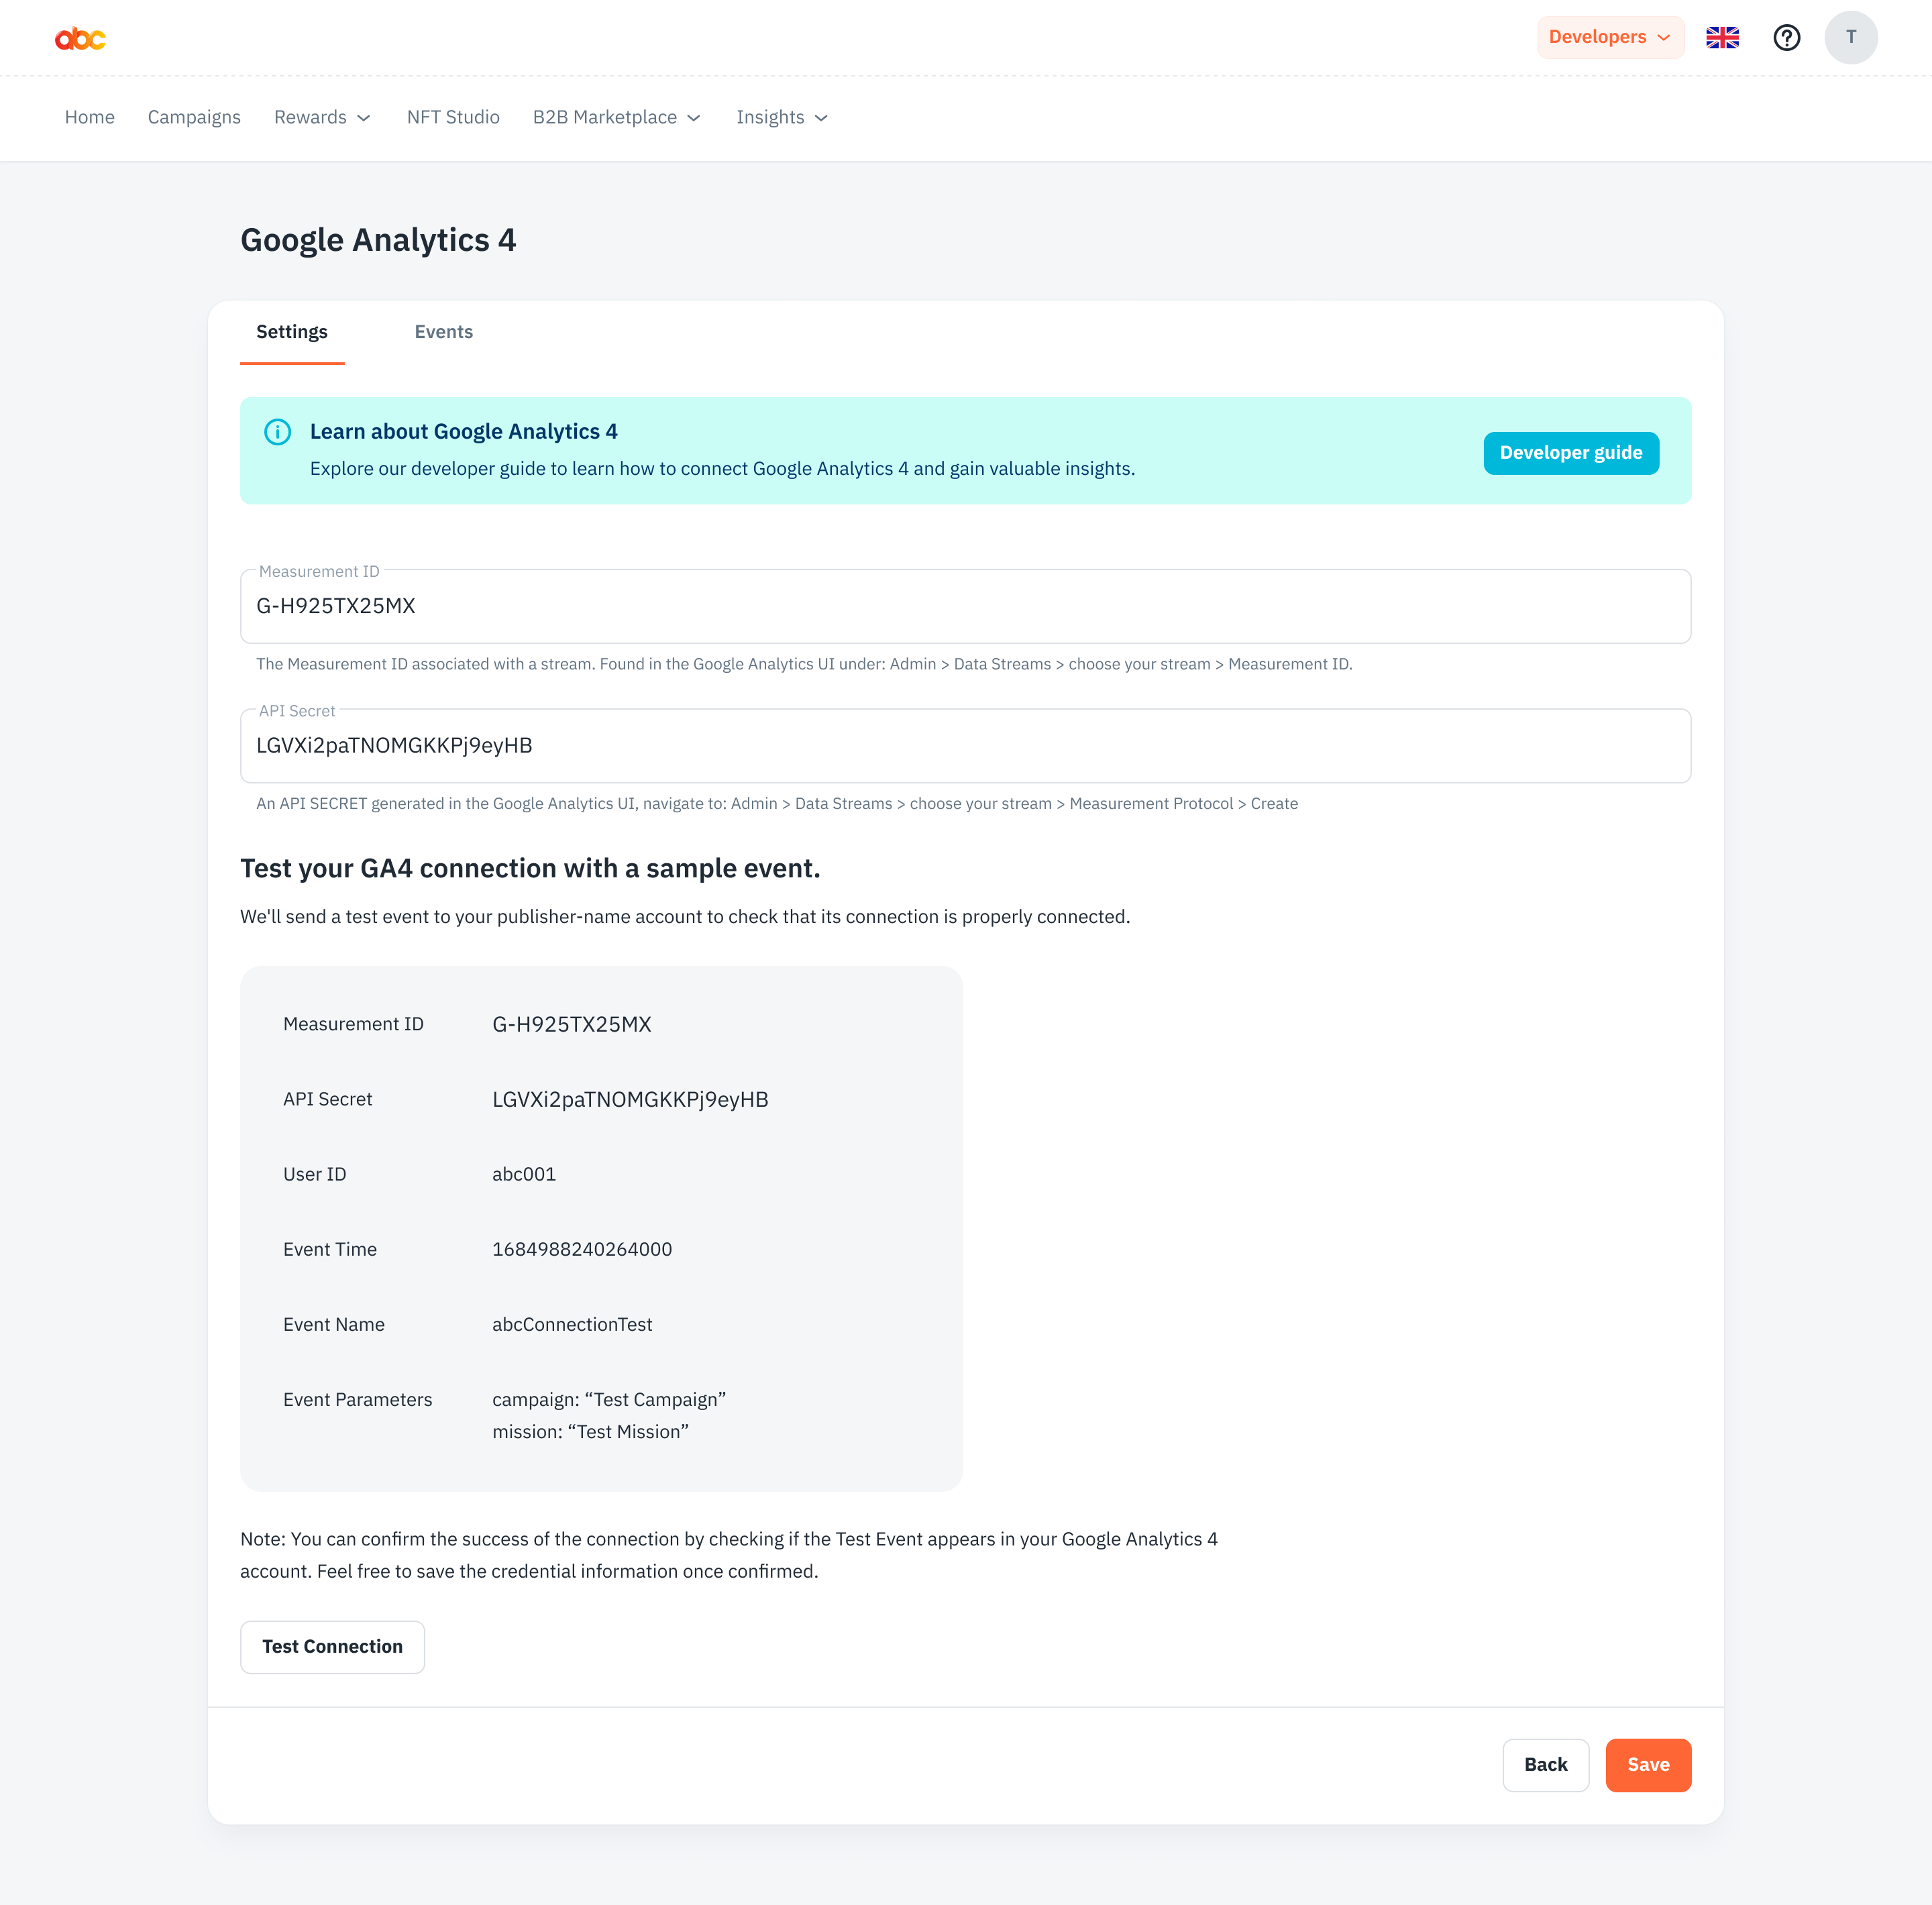 abc
Developers
T
Home Campaigns Rewards NFT Studio B2B Marketplace Insights
Google Analytics 4
Settings Events
Learn about Google Analytics 4
Explore our developer guide to learn how to connect Google Analytics 4 and gain valuable insights.
Developer guide
Measurement ID
G-H925TX25MX
The Measurement ID associated with a stream. Found in the Google Analytics UI under: Admin > Data Streams > choose your stream > Measurement ID.
API Secret
LGVXi2paTNOMGKKPj9eyHB
An API SECRET generated in the Google Analytics UI, navigate to: Admin > Data Streams > choose your stream > Measurement Protocol > Create
Test your GA4 connection with a sample event.
We'll send a test event to your publisher-name account to check that its connection is properly connected.
Measurement ID G-H925TX25MX
API Secret LGVXi2paTNOMGKKPj9eyHB
User ID abc001
Event Time 1684988240264000
Event Name abcConnectionTest
Event Parameters campaign: “Test Campaign”
mission: “Test Mission”
Note: You can confirm the success of the connection by checking if the Test Event appears in your Google Analytics 4
account. Feel free to save the credential information once confirmed.
Test Connection
Back Save